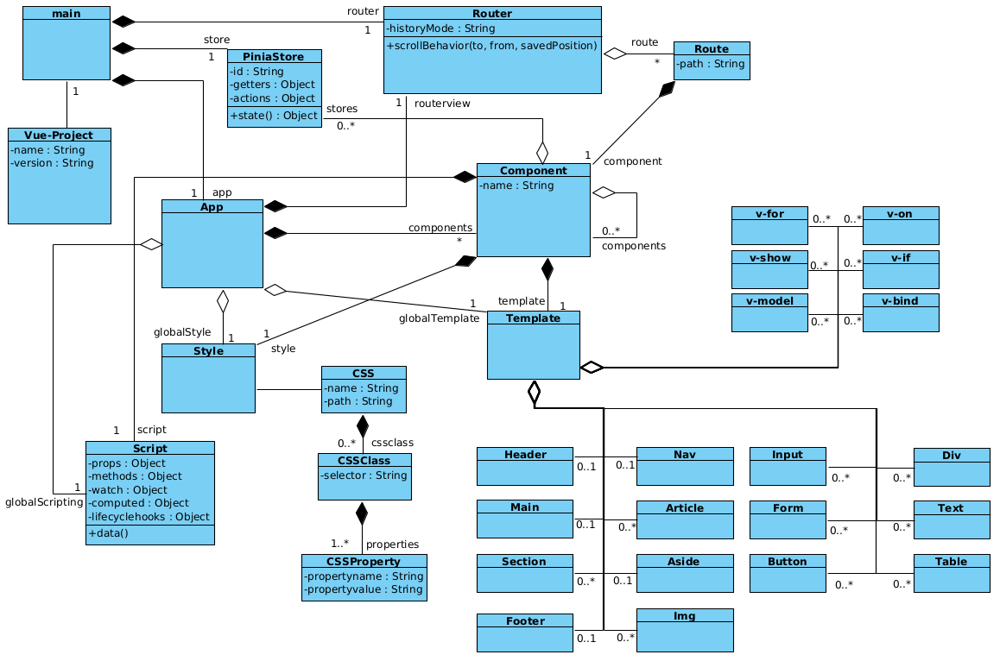 main
router
1
Router
-historyMode : String
+scrollBehavior(to, from, savedPosition)
store
1
PiniaStore
-id : String
-getters : Object
-actions : Object
+state() : Object
route
*
Route
-path : String
1
Vue-Project
-name : String
-version : String
stores
0..*
1
routerview
1
component
Component
-name : String
0..*
components
1
app
App
components
*
v-for
0..*
0..*
v-on
v-show
0..*
0..*
v-if
v-model
0..*
0..*
v-bind
template
1
1
globalTemplate
Template
globalStyle
1
1
style
Style
CSS
-name : String
-path : String
0..*
cssclass
CSSClass
-selector : String
1..*
properties
CSSProperty
-propertyname : String
-propertyvalue : String
1
script
1
globalScripting
Script
-props : Object
-methods : Object
-watch : Object
-computed : Object
-lifecyclehooks : Object
+data()
Header
0..1
0..1
Nav
Main
0..1
0..*
Article
Section
0..*
0..1
Aside
Footer
0..1
0..*
Img
Input
0..*
0..*
Div
Form
0..*
0..*
Text
Button
0..*
0..*
Table